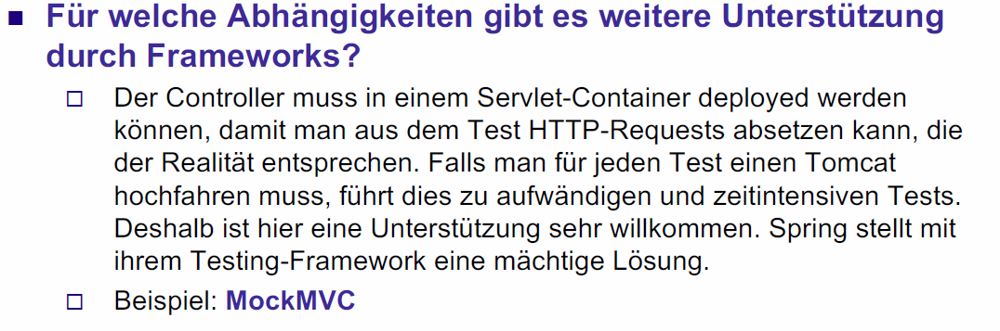 Für welche Abhängigkeiten gibt es weitere Unterstützung
durch Frameworks?
Der Controller muss in einem Servlet-Container deployed werden
können, damit man aus dem Test HTTP-Requests absetzen kann, die
der Realität entsprechen. Falls man für jeden Test einen Tomcat
hochfahren muss, führt dies zu aufwändigen und zeitintensiven Tests.
Deshalb ist hier eine Unterstützung sehr willkommen. Spring stellt mit
ihrem Testing-Framework eine mächtige Lösung.
Beispiel: MockMVC